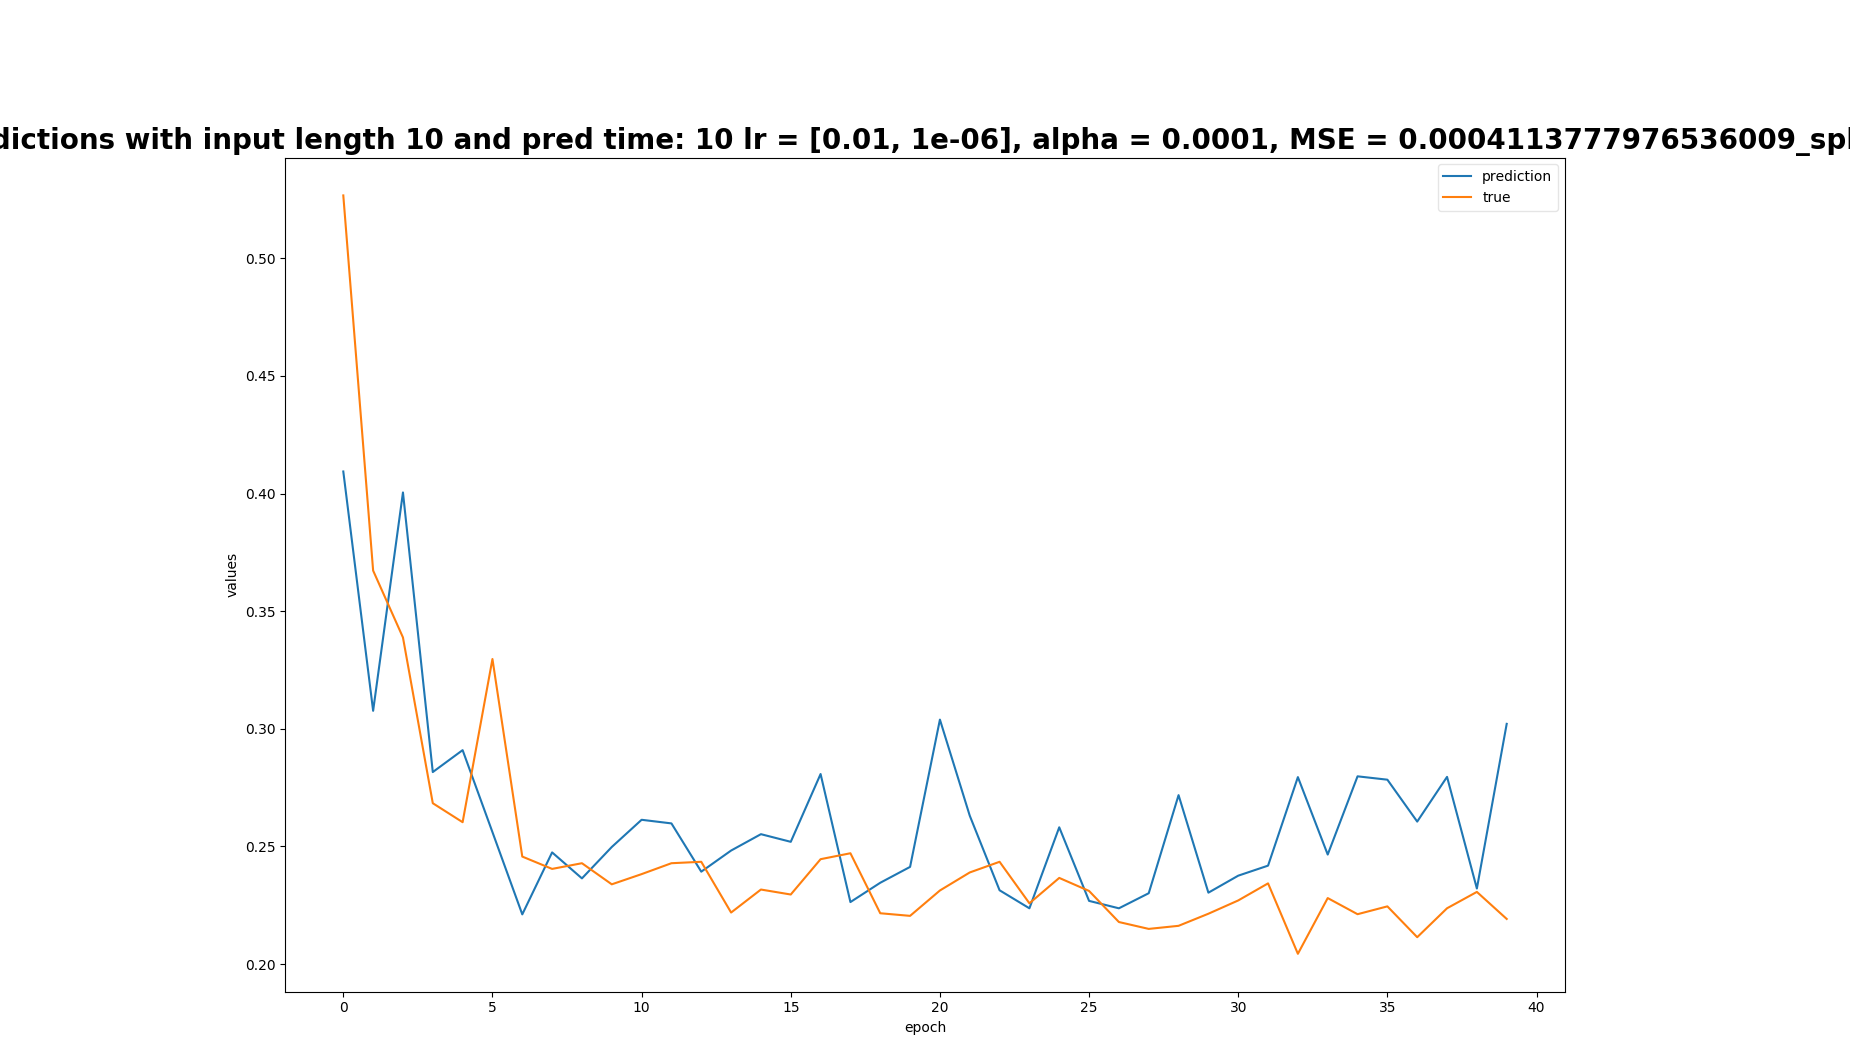 dictions with input length 10 and pred time: 10 lr = [0.01, 1e-06], alpha = 0.0001, MSE = 0.0004113777976536009_spl
prediction
true
0.50
0.45
0.40
0.35
0.30
0.25
0.20
values
0 5 10 15 20 25 30 35 40
epoch